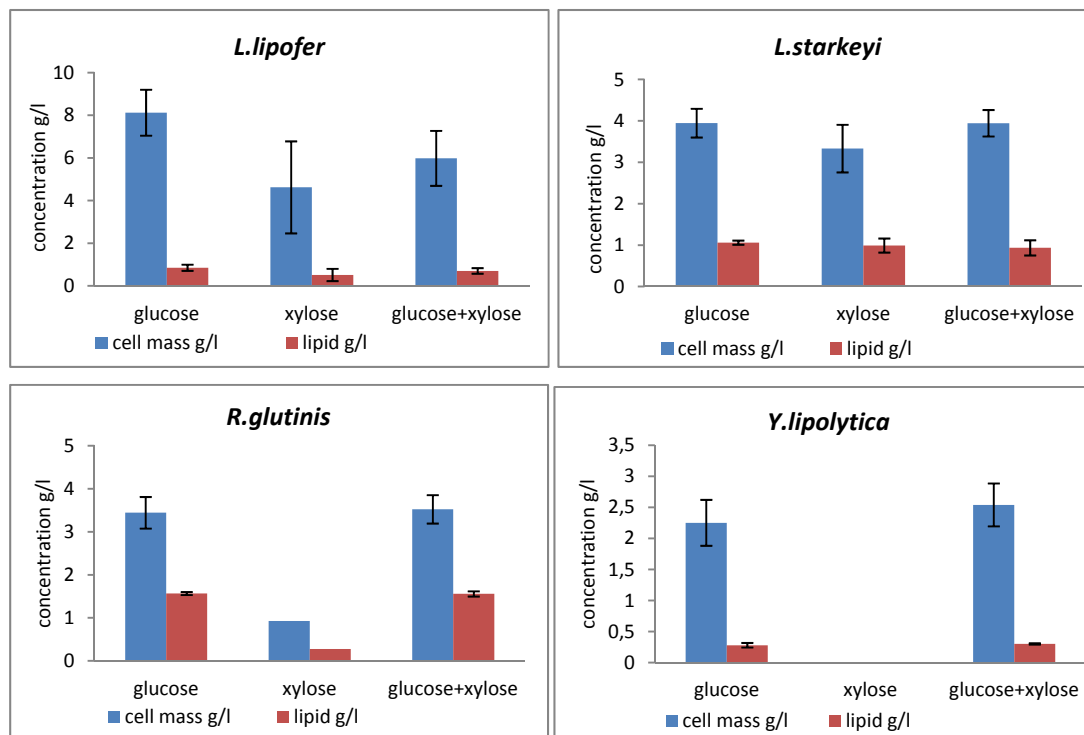 L.lipofer
concentration g/l
10
8
6
4
2
0
glucose xylose glucose+xylose
cell mass g/l lipid g/l
L.starkeyi
concentration g/l
5
4
3
2
1
0
glucose xylose glucose+xylose
cell mass g/l lipid g/l
R.glutinis
concentration g/l
5
4
3
2
1
0
glucose xylose glucose+xylose
cell mass g/l lipid g/l
Y.lipolytica
concentration g/l
3,5
3
2,5
2
1,5
1
0,5
0
glucose xylose glucose+xylose
cell mass g/l lipid g/l